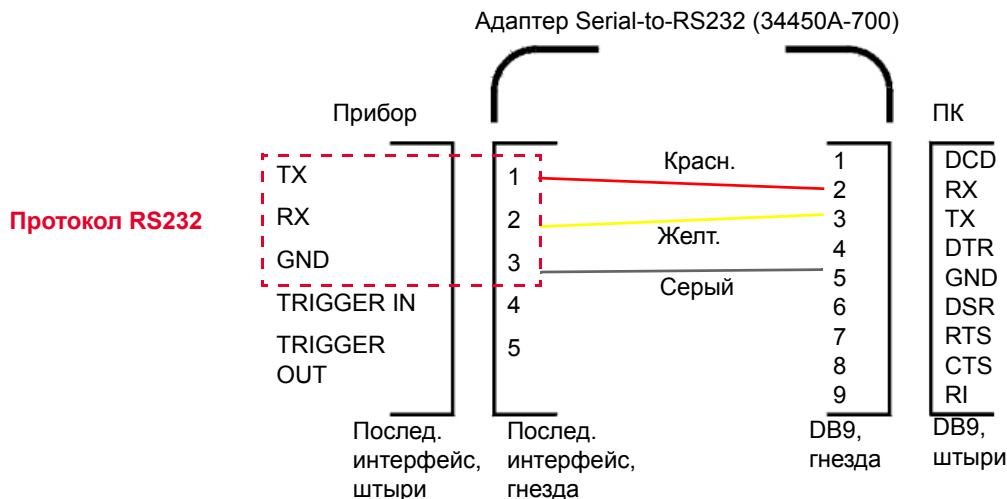 Адаптер Serial-to-RS232 (34450A-700)
Прибор
ПК
Протокол RS232
TX
RX
GND
TRIGGER IN
TRIGGER
OUT
1
2
3
4
5
Красн.
Желт.
Серый
1
2
3
4
5
6
7
8
9
DCD
RX
TX
DTR
GND
DSR
RTS
CTS
RI
Послед.
интерфейс,
штыри
Послед.
интерфейс,
гнезда
DB9,
гнезда
DB9,
штыри